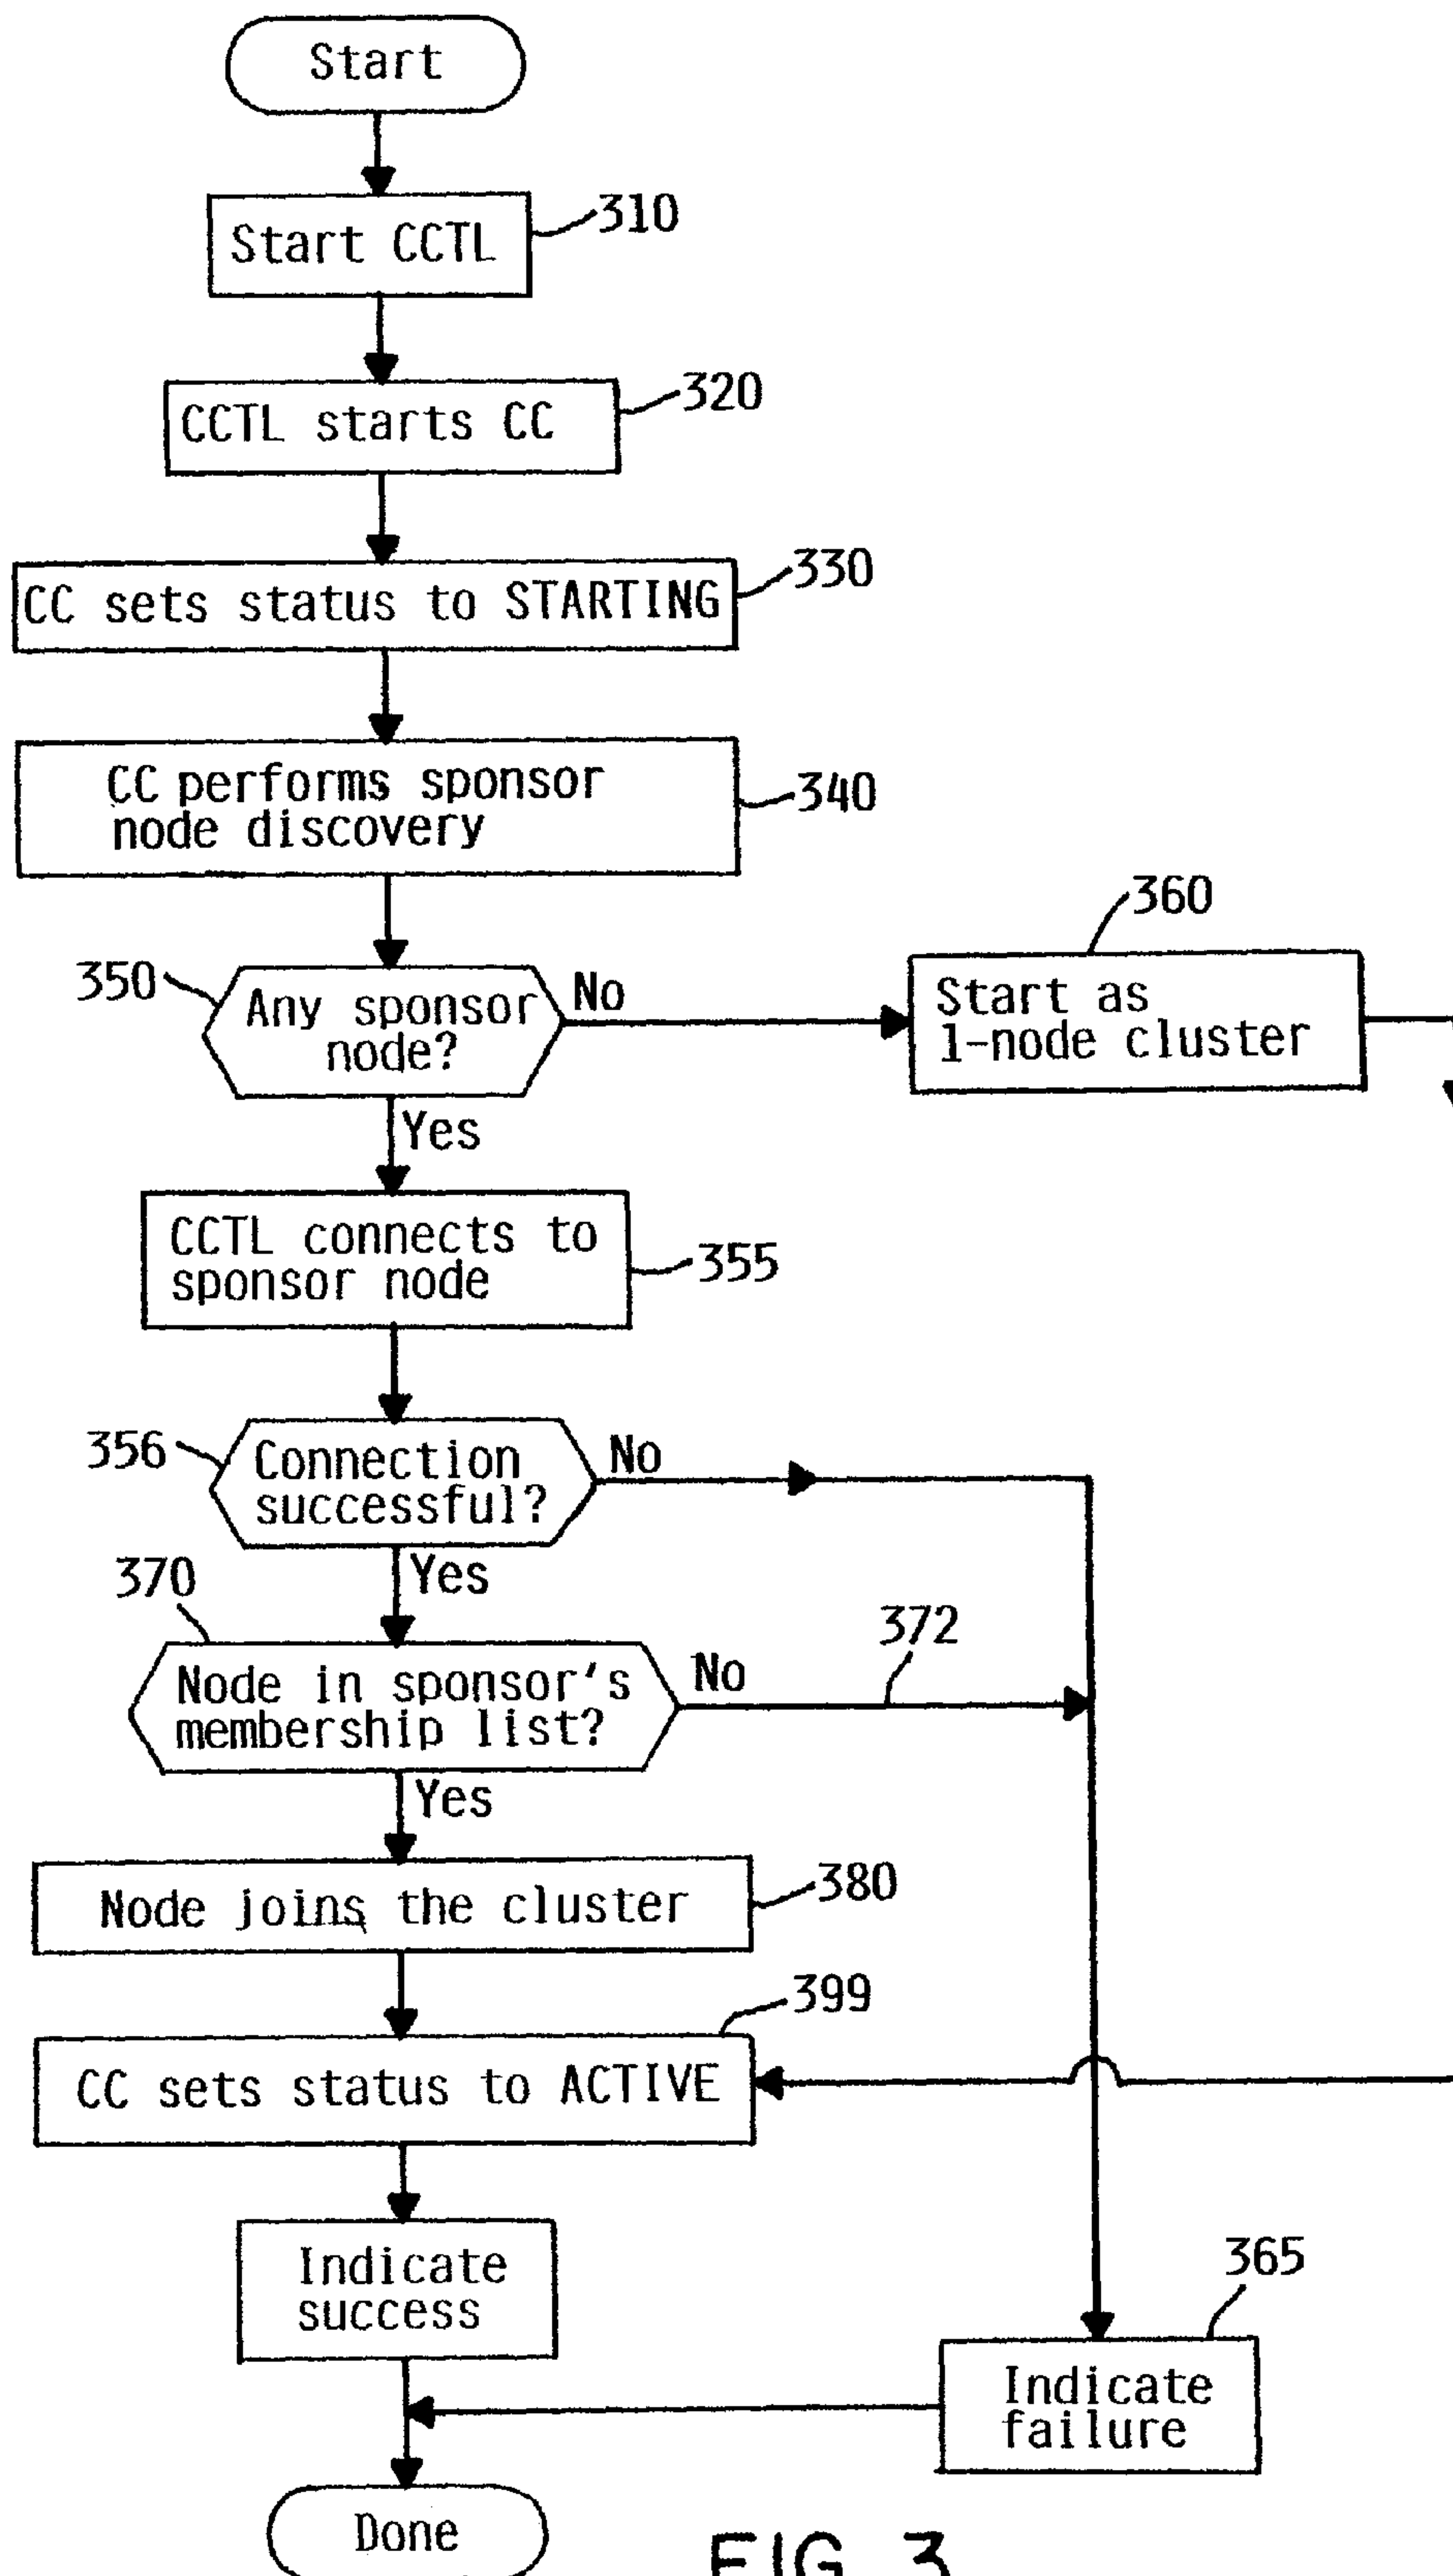 Start
310
Start CCTL
320
CCTL starts CC
330
CC sets status to STARTING
CC performs sponsor
node discovery
340
360
350
Any sponsor
node?
No
Start as
1-node cluster
Yes
CCTL connects to
sponsor node
355
356
Connection
successful?
No
370
Yes
372
Node in sponsor's
membership list?
No
Yes
Node joins the cluster
380
399
CC sets status to ACTIVE
Indicate
success
365
Indicate
failure
Done
FIG. 3